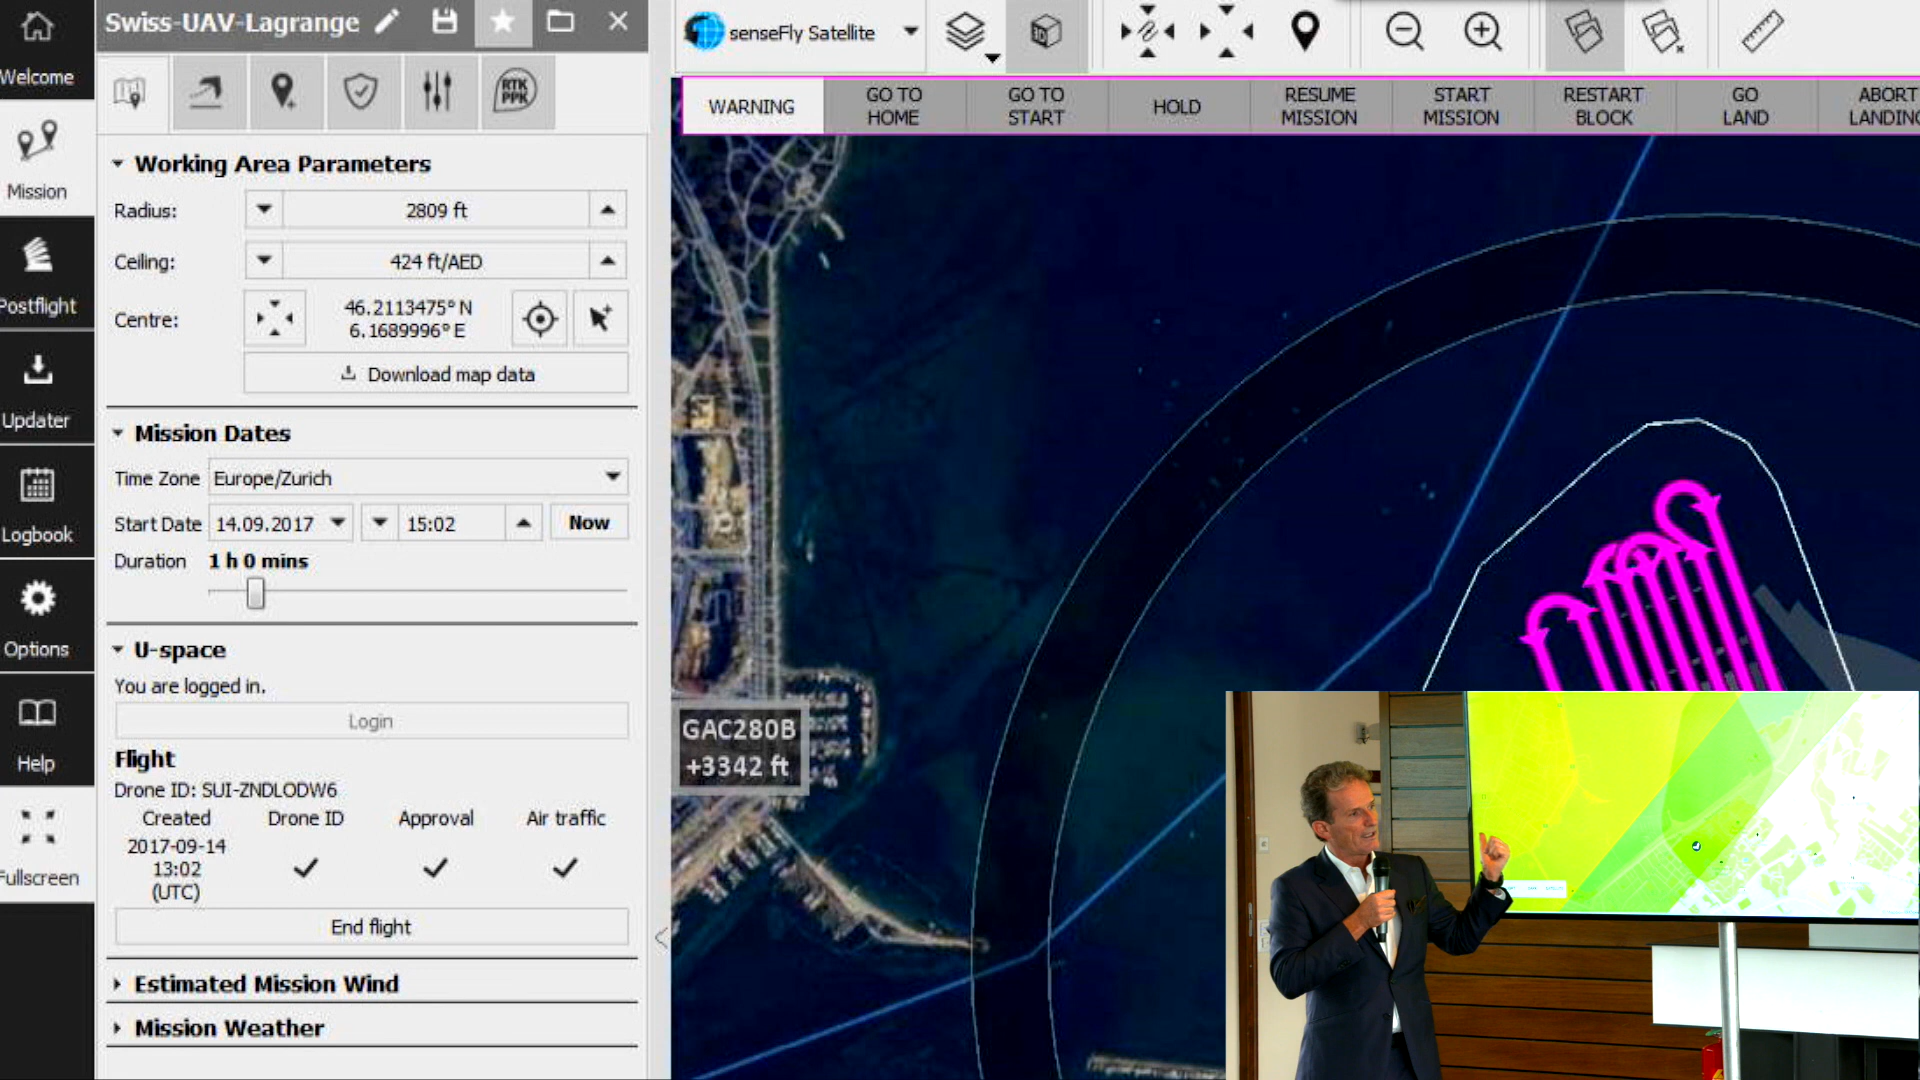 Swiss-UAV-Lagrange
senseFly Satellite
3D
Welcome
Mission
Postflight
Updater
Logbook
Options
Help
Fullscreen
RTK
PPK
WARNING
GO TO
HOME
GO TO
START
HOLD
RESUME
MISSION
START
MISSION
RESTART
BLOCK
GO
LAND
ABORT
LANDING
Working Area Parameters
Radius: 2809 ft
Ceiling: 424 ft/AED
Centre: 46.2113475° N
6.1689996° E
Download map data
Mission Dates
Time Zone Europe/Zurich
Start Date 14.09.2017 15:02 Now
Duration 1 h 0 mins
U-space
You are logged in.
Login
Flight
Drone ID: SUI-ZNDLODW6
Created Drone ID Approval Air traffic
2017-09-14
13:02
(UTC)
End flight
Estimated Mission Wind
Mission Weather
GAC280B
+3342 ft